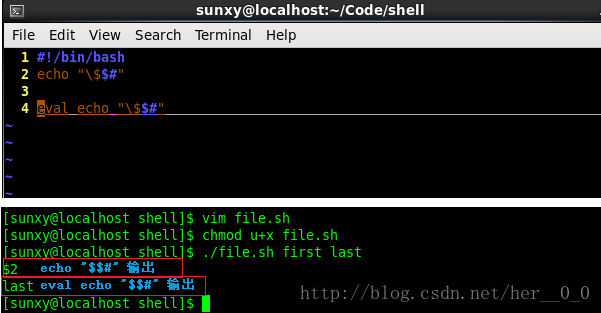 sunxy@localhost:~/Code/shell
File Edit View Search Terminal Help
1 #!/bin/bash
2 echo "\$$#"
3
4 eval echo "\$$#"
~
~
~
~
~
[sunxy@localhost shell]$ vim file.sh
[sunxy@localhost shell]$ chmod u+x file.sh
[sunxy@localhost shell]$ ./file.sh first last
$2 echo "$$#" 输出
last eval echo "$$#" 输出
[sunxy@localhost shell]$
http://blog.csdn.net/her__0_0